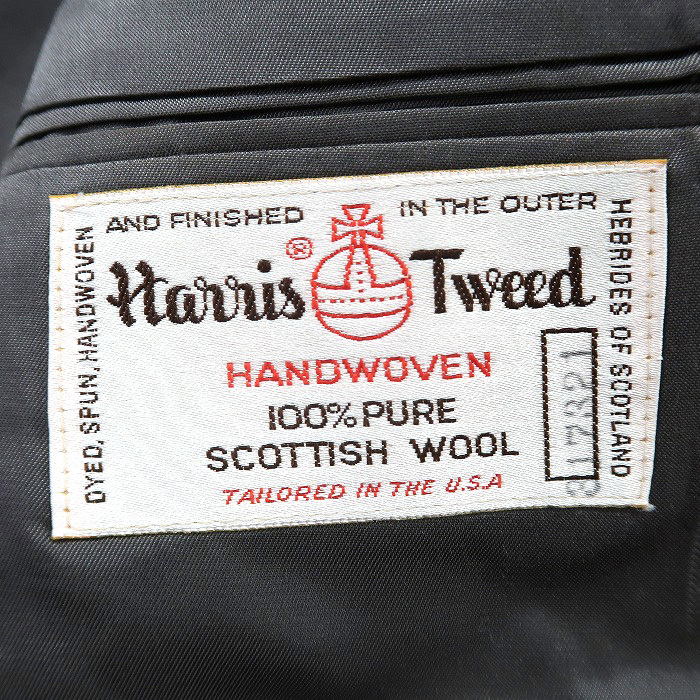 DYED, SPUN, HANDWOVEN
AND FINISHED IN THE OUTER
HEBRIDES OF SCOTLAND
Harris® Tweed
HANDWOVEN
100% PURE
SCOTTISH WOOL
TAILORED IN THE U.S.A